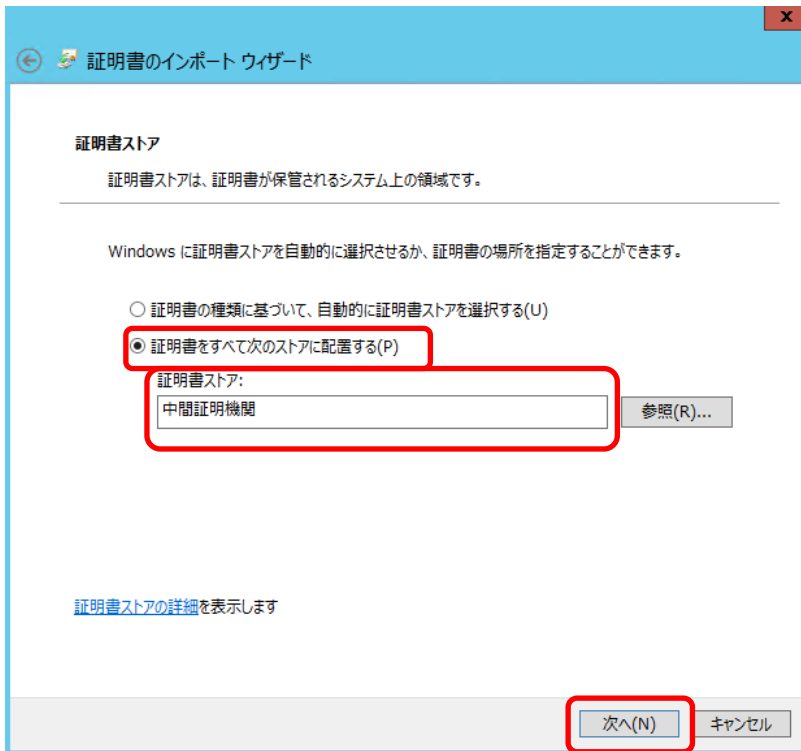 x
証明書のインポート ウィザード
証明書ストア
証明書ストアは、証明書が保管されるシステム上の領域です。
Windows に証明書ストアを自動的に選択させるか、証明書の場所を指定することができます。
証明書の種類に基づいて、自動的に証明書ストアを選択する(U)
証明書をすべて次のストアに配置する(P)
証明書ストア:
中間証明機関
参照(R)...
証明書ストアの詳細を表示します
次へ(N)
キャンセル